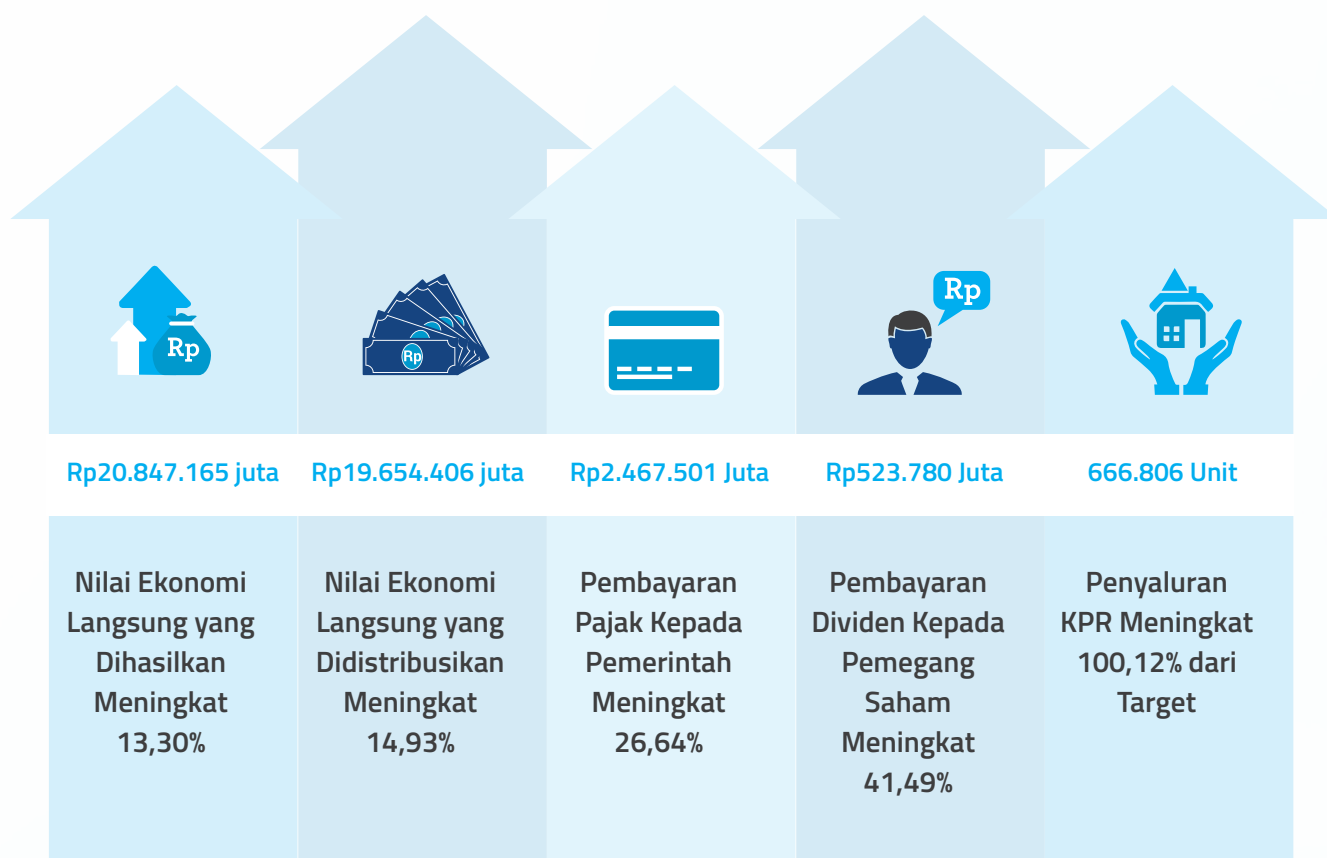 Rp
Rp
Rp
Rp20.847.165 juta
Rp19.654.406 juta
Rp2.467.501 Juta
Rp523.780 Juta
666.806 Unit
Nilai Ekonomi
Langsung yang
Dihasilkan
Meningkat
13,30%
Nilai Ekonomi
Langsung yang
Didistribusikan
Meningkat
14,93%
Pembayaran
Pajak Kepada
Pemerintah
Meningkat
26,64%
Pembayaran
Dividen Kepada
Pemegang
Saham
Meningkat
41,49%
Penyaluran
KPR Meningkat
100,12% dari
Target